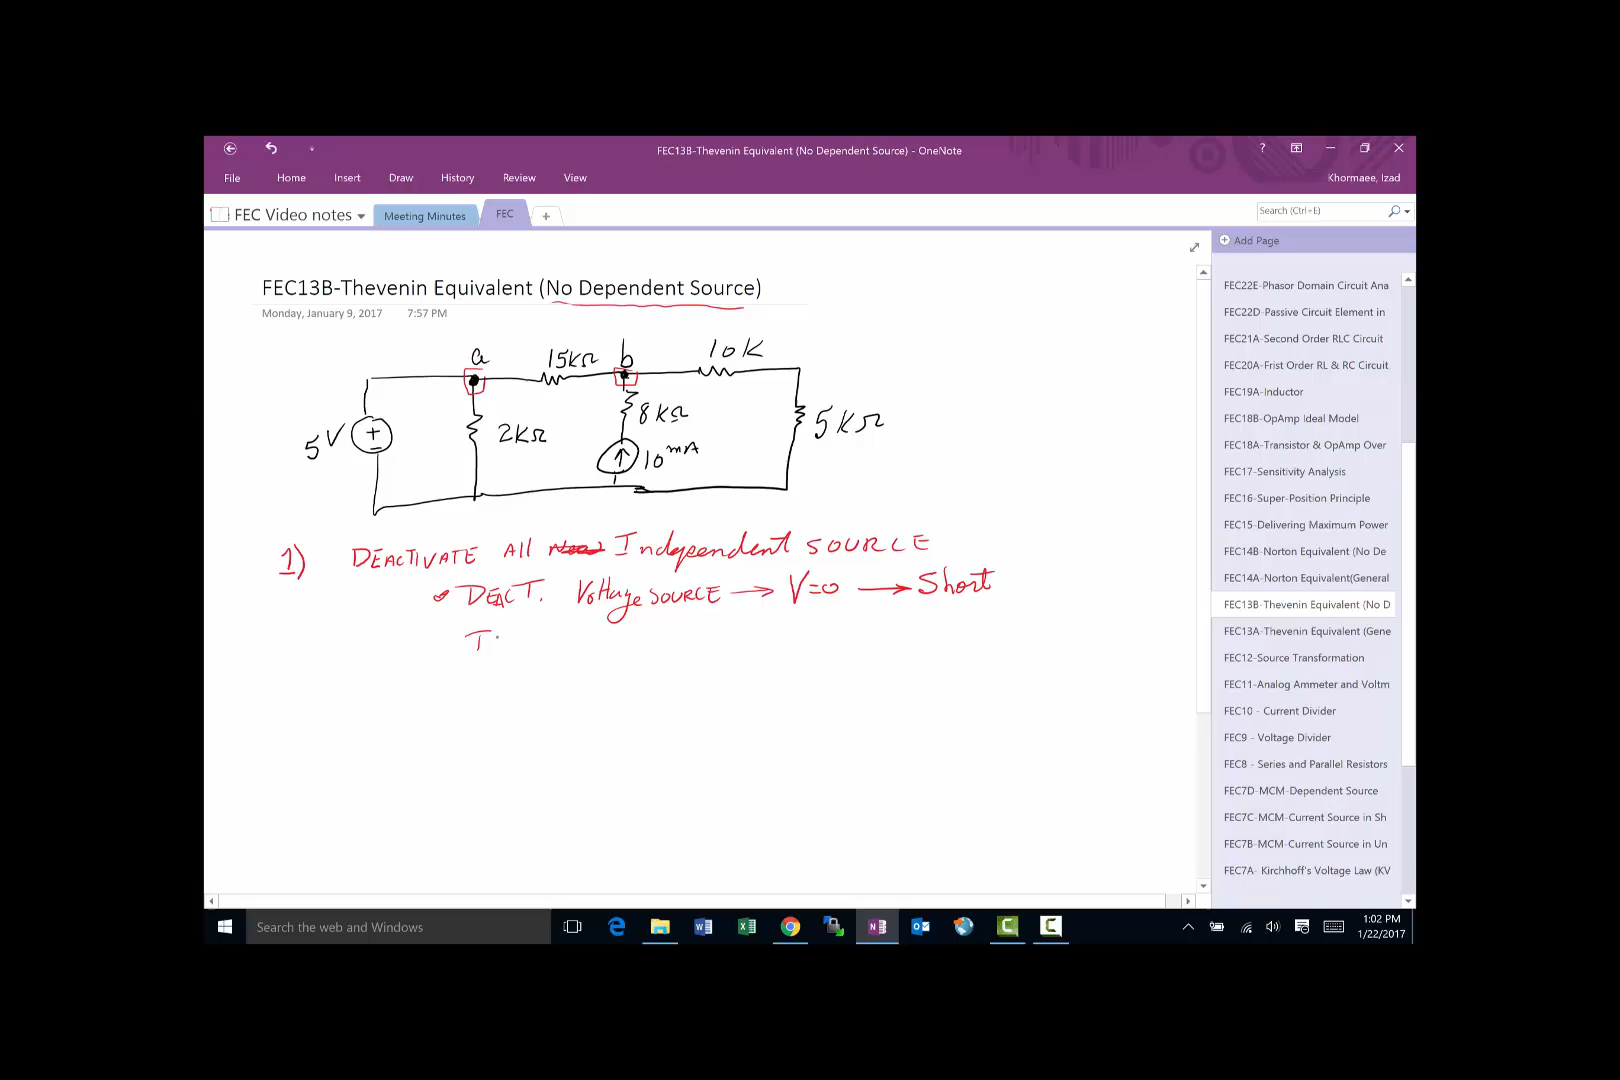 FEC13B-Thevenin Equivalent (No Dependent Source) - OneNote
File Home Insert Draw History Review View
Khormaee, Izad
FEC Video notes
Meeting Minutes
FEC
Search (Ctrl+E)
Add Page
FEC13B-Thevenin Equivalent (No Dependent Source)
Monday, January 9, 2017 7:57 PM
a
15kΩ
b
10K
5V
2KΩ
8KΩ
10mA
5KΩ
1) DEACTIVATE All Independent SOURCE
DEACT. Voltage SOURCE → V=0 → Short
FEC22E-Phasor Domain Circuit Ana
FEC22D-Passive Circuit Element in
FEC21A-Second Order RLC Circuit
FEC20A-Frist Order RL & RC Circuit
FEC19A-Inductor
FEC18B-OpAmp Ideal Model
FEC18A-Transistor & OpAmp Over
FEC17-Sensitivity Analysis
FEC16-Super-Position Principle
FEC15-Delivering Maximum Power
FEC14B-Norton Equivalent (No De
FEC14A-Norton Equivalent(General
FEC13B-Thevenin Equivalent (No D
FEC13A-Thevenin Equivalent (Gene
FEC12-Source Transformation
FEC11-Analog Ammeter and Voltm
FEC10 - Current Divider
FEC9 - Voltage Divider
FEC8 - Series and Parallel Resistors
FEC7D-MCM-Dependent Source
FEC7C-MCM-Current Source in Sh
FEC7B-MCM-Current Source in Un
FEC7A- Kirchhoff's Voltage Law (KV
Search the web and Windows
1:02 PM
1/22/2017